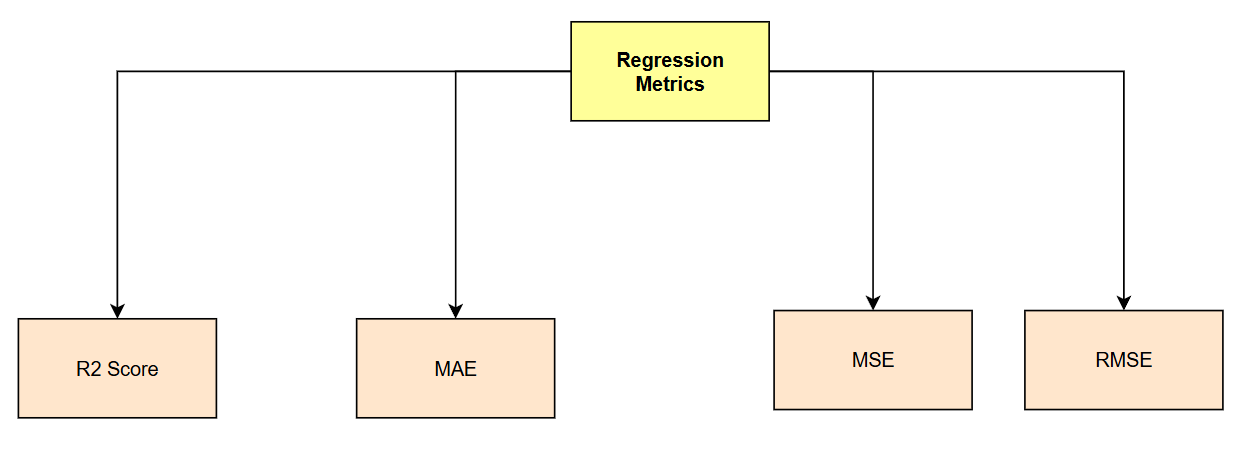 Regression
Metrics
R2 Score
MAE
MSE
RMSE